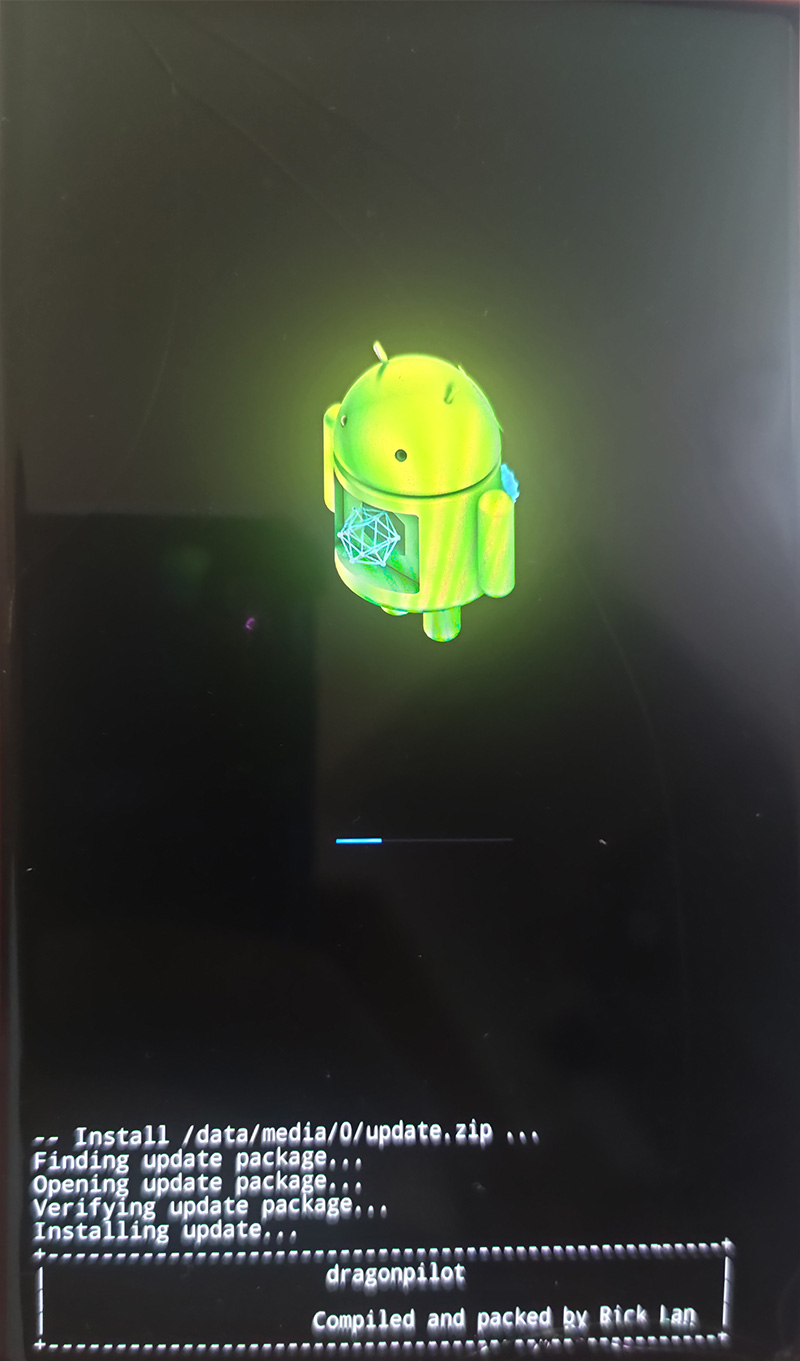 -- Install /data/media/0/update.zip ...
Finding update package...
Opening update package...
Verifying update package...
Installing update...
dragonpilot
Compiled and packed by Rick Lan